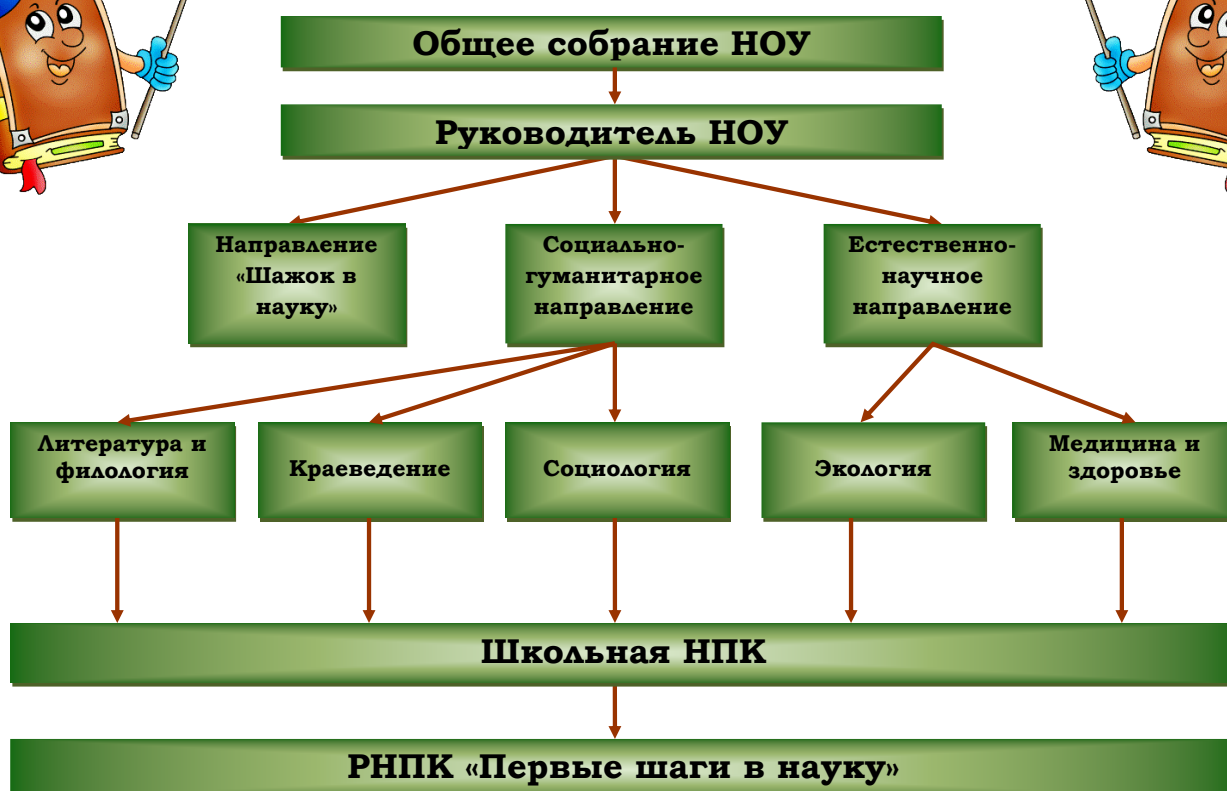 Общее собрание НОУ
Руководитель НОУ
Направление
«Шажок в
науку»
Социально-
гуманитарное
направление
Естественно-
научное
направление
Литература и
филология
Краеведение
Социология
Экология
Медицина и
здоровье
Школьная НПК
РНПК «Первые шаги в науку»